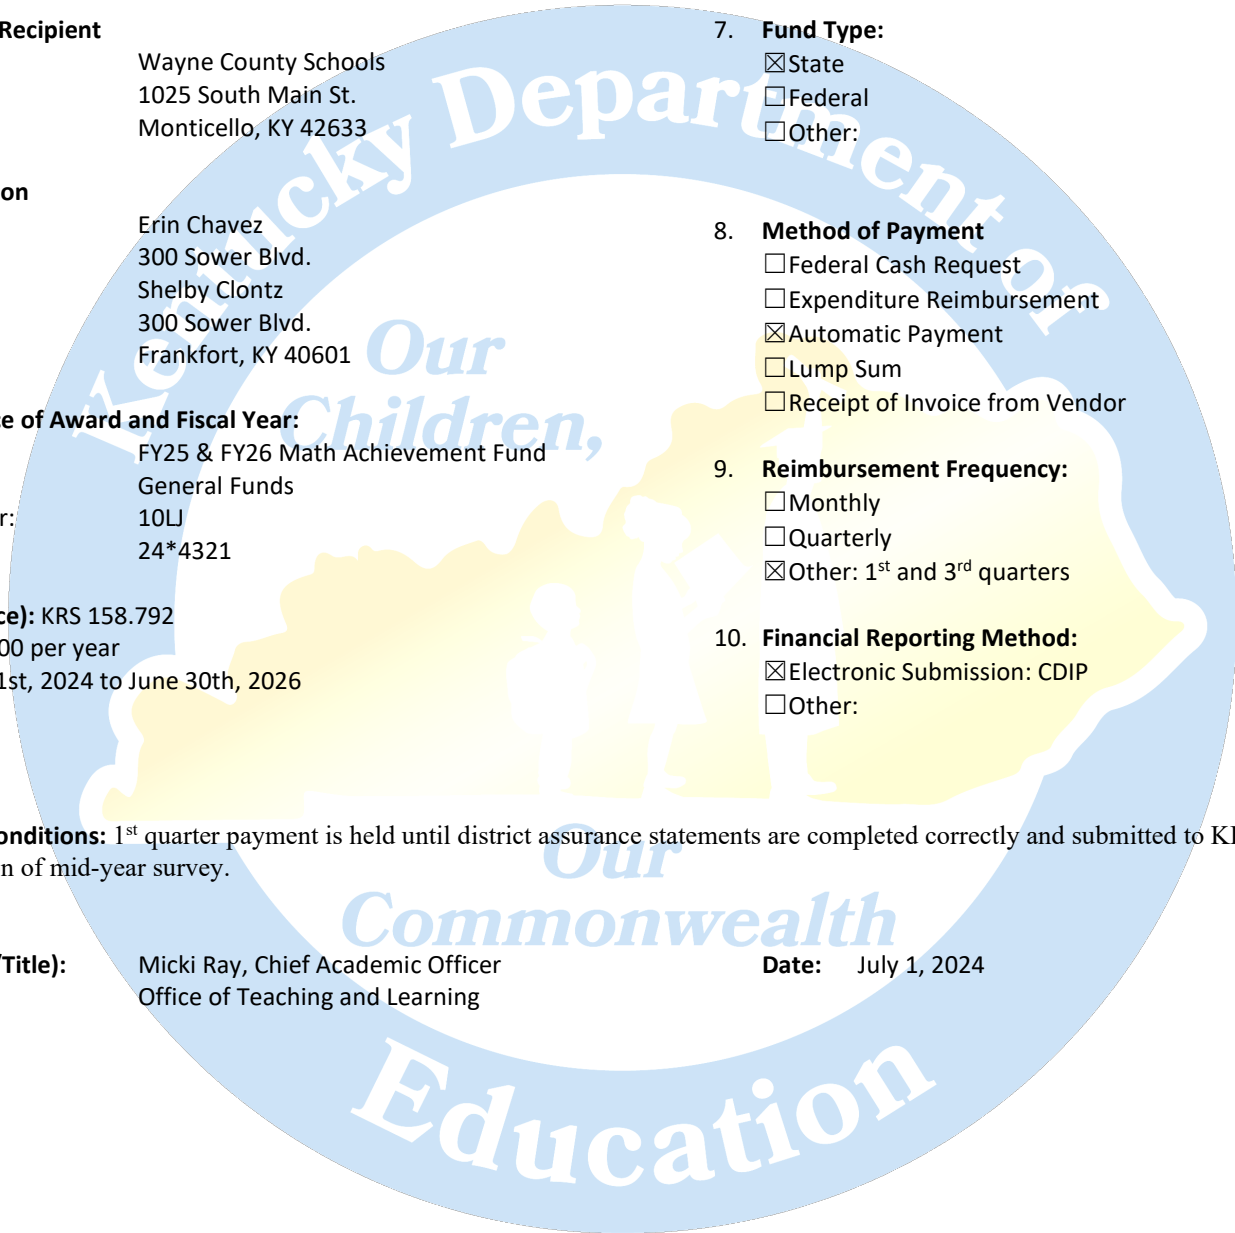 Recipient
Wayne County Schools
1025 South Main St.
Monticello, KY 42633
on
Erin Chavez
300 Sower Blvd.
Shelby Clontz
300 Sower Blvd.
Frankfort, KY 40601
e of Award and Fiscal Year:
FY25 & FY26 Math Achievement Fund
General Funds
r: 10LJ
24*4321
ce): KRS 158.792
00 per year
1st, 2024 to June 30th, 2026
7. Fund Type:
☒State
☐Federal
☐Other:
8. Method of Payment
☐Federal Cash Request
☐Expenditure Reimbursement
☒Automatic Payment
☐Lump Sum
☐Receipt of Invoice from Vendor
9. Reimbursement Frequency:
☐Monthly
☐Quarterly
☒Other: 1st and 3rd quarters
10. Financial Reporting Method:
☒Electronic Submission: CDIP
☐Other:
onditions: 1st quarter payment is held until district assurance statements are completed correctly and submitted to
n of mid-year survey.
Title): Micki Ray, Chief Academic Officer
Office of Teaching and Learning
Date: July 1, 2024
Kentucky Department of
Education
Our
Children,
Our
Commonwealth